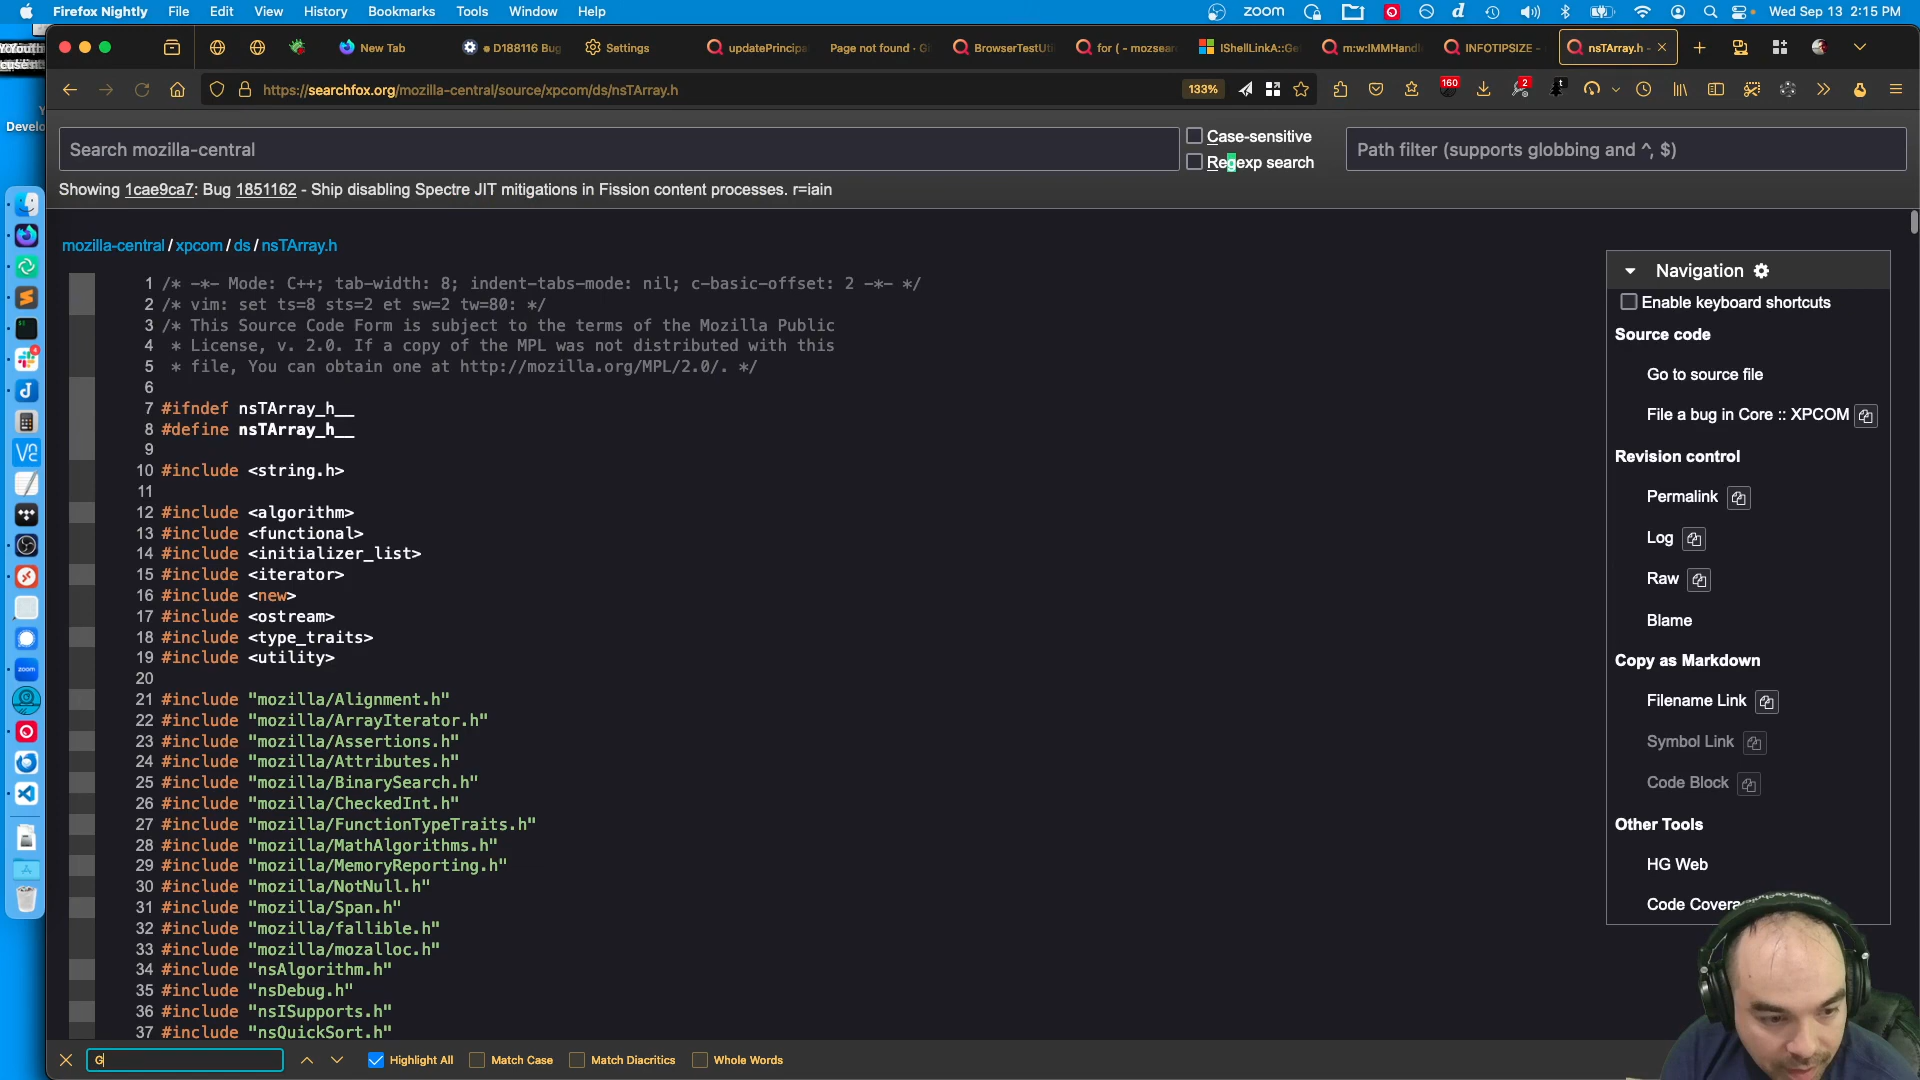 Firefox Nightly File Edit View History Bookmarks Tools Window Help zoom Wed Sep 13 2:15 PM
New Tab D188116 Bug Settings updatePrincipa Page not found - G BrowserTestUti for ( - mozsear IShellLinkA::Ge m:w:IMMHandl INFOTIPSIZE - nsTArray.h -
https://searchfox.org/mozilla-central/source/xpcom/ds/nsTArray.h 133% 160 2
Develo
Search mozilla-central
Case-sensitive
Regexp search
Path filter (supports globbing and ^, $)
Showing 1cae9ca7: Bug 1851162 - Ship disabling Spectre JIT mitigations in Fission content processes. r=iain
mozilla-central / xpcom / ds / nsTArray.h
1 /* -*- Mode: C++; tab-width: 8; indent-tabs-mode: nil; c-basic-offset: 2 -*- */
2 /* vim: set ts=8 sts=2 et sw=2 tw=80: */
3 /* This Source Code Form is subject to the terms of the Mozilla Public
4 * License, v. 2.0. If a copy of the MPL was not distributed with this
5 * file, You can obtain one at http://mozilla.org/MPL/2.0/. */
6
7 #ifndef nsTArray_h__
8 #define nsTArray_h__
9
10 #include <string.h>
11
12 #include <algorithm>
13 #include <functional>
14 #include <initializer_list>
15 #include <iterator>
16 #include <new>
17 #include <ostream>
18 #include <type_traits>
19 #include <utility>
20
21 #include "mozilla/Alignment.h"
22 #include "mozilla/ArrayIterator.h"
23 #include "mozilla/Assertions.h"
24 #include "mozilla/Attributes.h"
25 #include "mozilla/BinarySearch.h"
26 #include "mozilla/CheckedInt.h"
27 #include "mozilla/FunctionTypeTraits.h"
28 #include "mozilla/MathAlgorithms.h"
29 #include "mozilla/MemoryReporting.h"
30 #include "mozilla/NotNull.h"
31 #include "mozilla/Span.h"
32 #include "mozilla/fallible.h"
33 #include "mozilla/mozalloc.h"
34 #include "nsAlgorithm.h"
35 #include "nsDebug.h"
36 #include "nsISupports.h"
37 #include "nsQuickSort.h"
Navigation
Enable keyboard shortcuts
Source code
Go to source file
File a bug in Core :: XPCOM
Revision control
Permalink
Log
Raw
Blame
Copy as Markdown
Filename Link
Symbol Link
Code Block
Other Tools
HG Web
Code Covera
G Highlight All Match Case Match Diacritics Whole Words